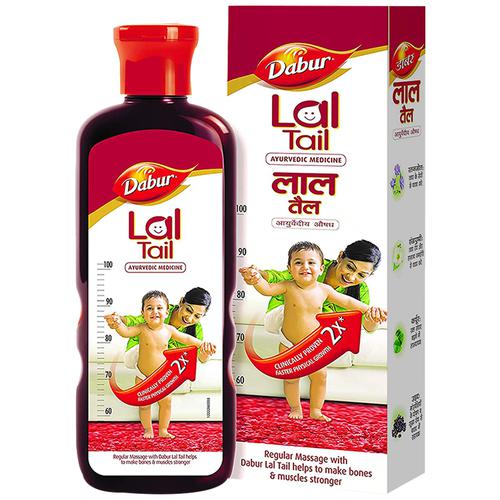 Dabur
Lal
Tail
AYURVEDIC MEDICINE
100
90
80
70
60
CLINICALLY PROVEN
FASTER PHYSICAL GROWTH
2X*
Regular Massage with Dabur Lal Tail helps
to make bones & muscles stronger
Dabur
Lal
Tail
AYURVEDIC MEDICINE
लाल
तैल
आयुर्वेदीय औषध
100
90
80
70
60
CLINICALLY PROVEN
FASTER PHYSICAL GROWTH
2X*
Regular Massage with
Dabur Lal Tail helps to make bones
& muscles stronger
डाबर
लाल
तैल
आयुर्वेदीय औषध